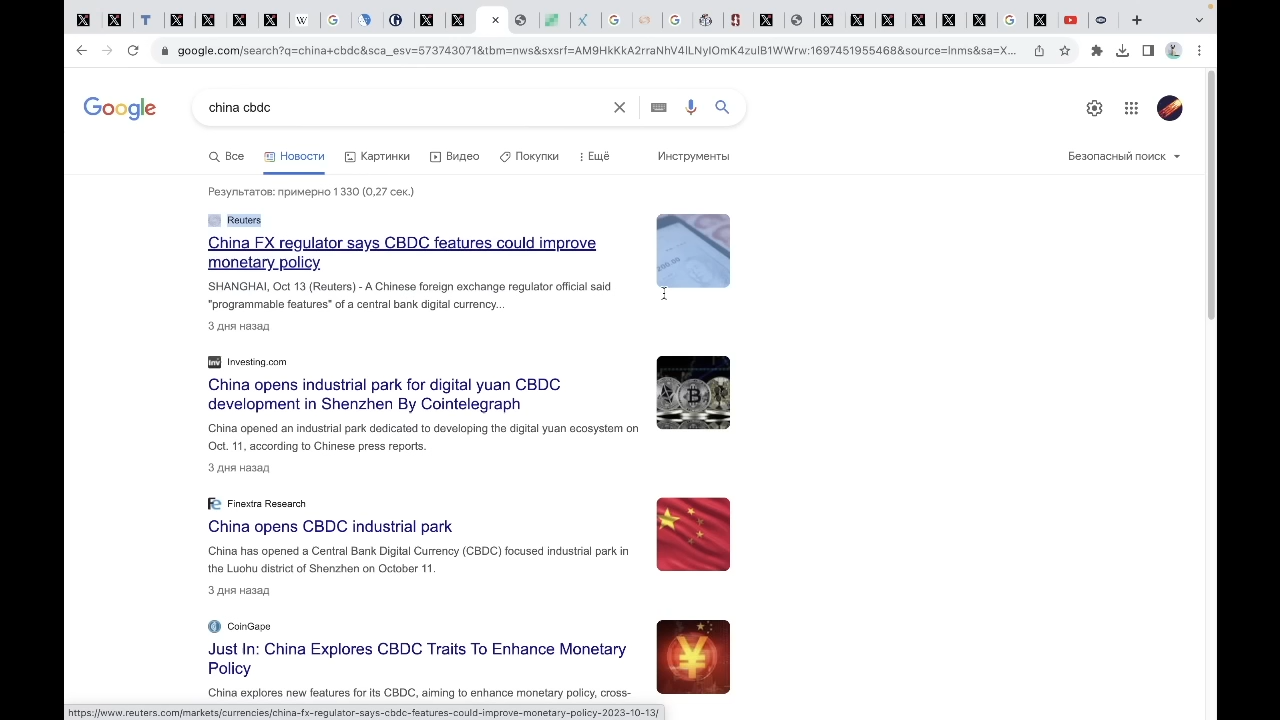 google.com/search?q=china+cbdc&sca_esv=573743071&tbm=nws&sxsrf=AM9HkKkA2rraNhV4ILNyIOmK4zulB1WWrw:1697451955468&source=lnms&sa=X...
Google
china cbdc
Все Новости Картинки Видео Покупки Ещё Инструменты Безопасный поиск
Результатов: примерно 1 330 (0,27 сек.)
Reuters
China FX regulator says CBDC features could improve
monetary policy
SHANGHAI, Oct 13 (Reuters) - A Chinese foreign exchange regulator official said
"programmable features" of a central bank digital currency...
3 дня назад
Investing.com
China opens industrial park for digital yuan CBDC
development in Shenzhen By Cointelegraph
China opened an industrial park dedicated to developing the digital yuan ecosystem on
Oct. 11, according to Chinese press reports.
3 дня назад
Finextra Research
China opens CBDC industrial park
China has opened a Central Bank Digital Currency (CBDC) focused industrial park in
the Luohu district of Shenzhen on October 11.
3 дня назад
CoinGape
Just In: China Explores CBDC Traits To Enhance Monetary
Policy
China explores new features for its CBDC, aiming to enhance monetary policy, cross-
https://www.reuters.com/markets/currencies/china-fx-regulator-says-cbdc-features-could-improve-monetary-policy-2023-10-13/